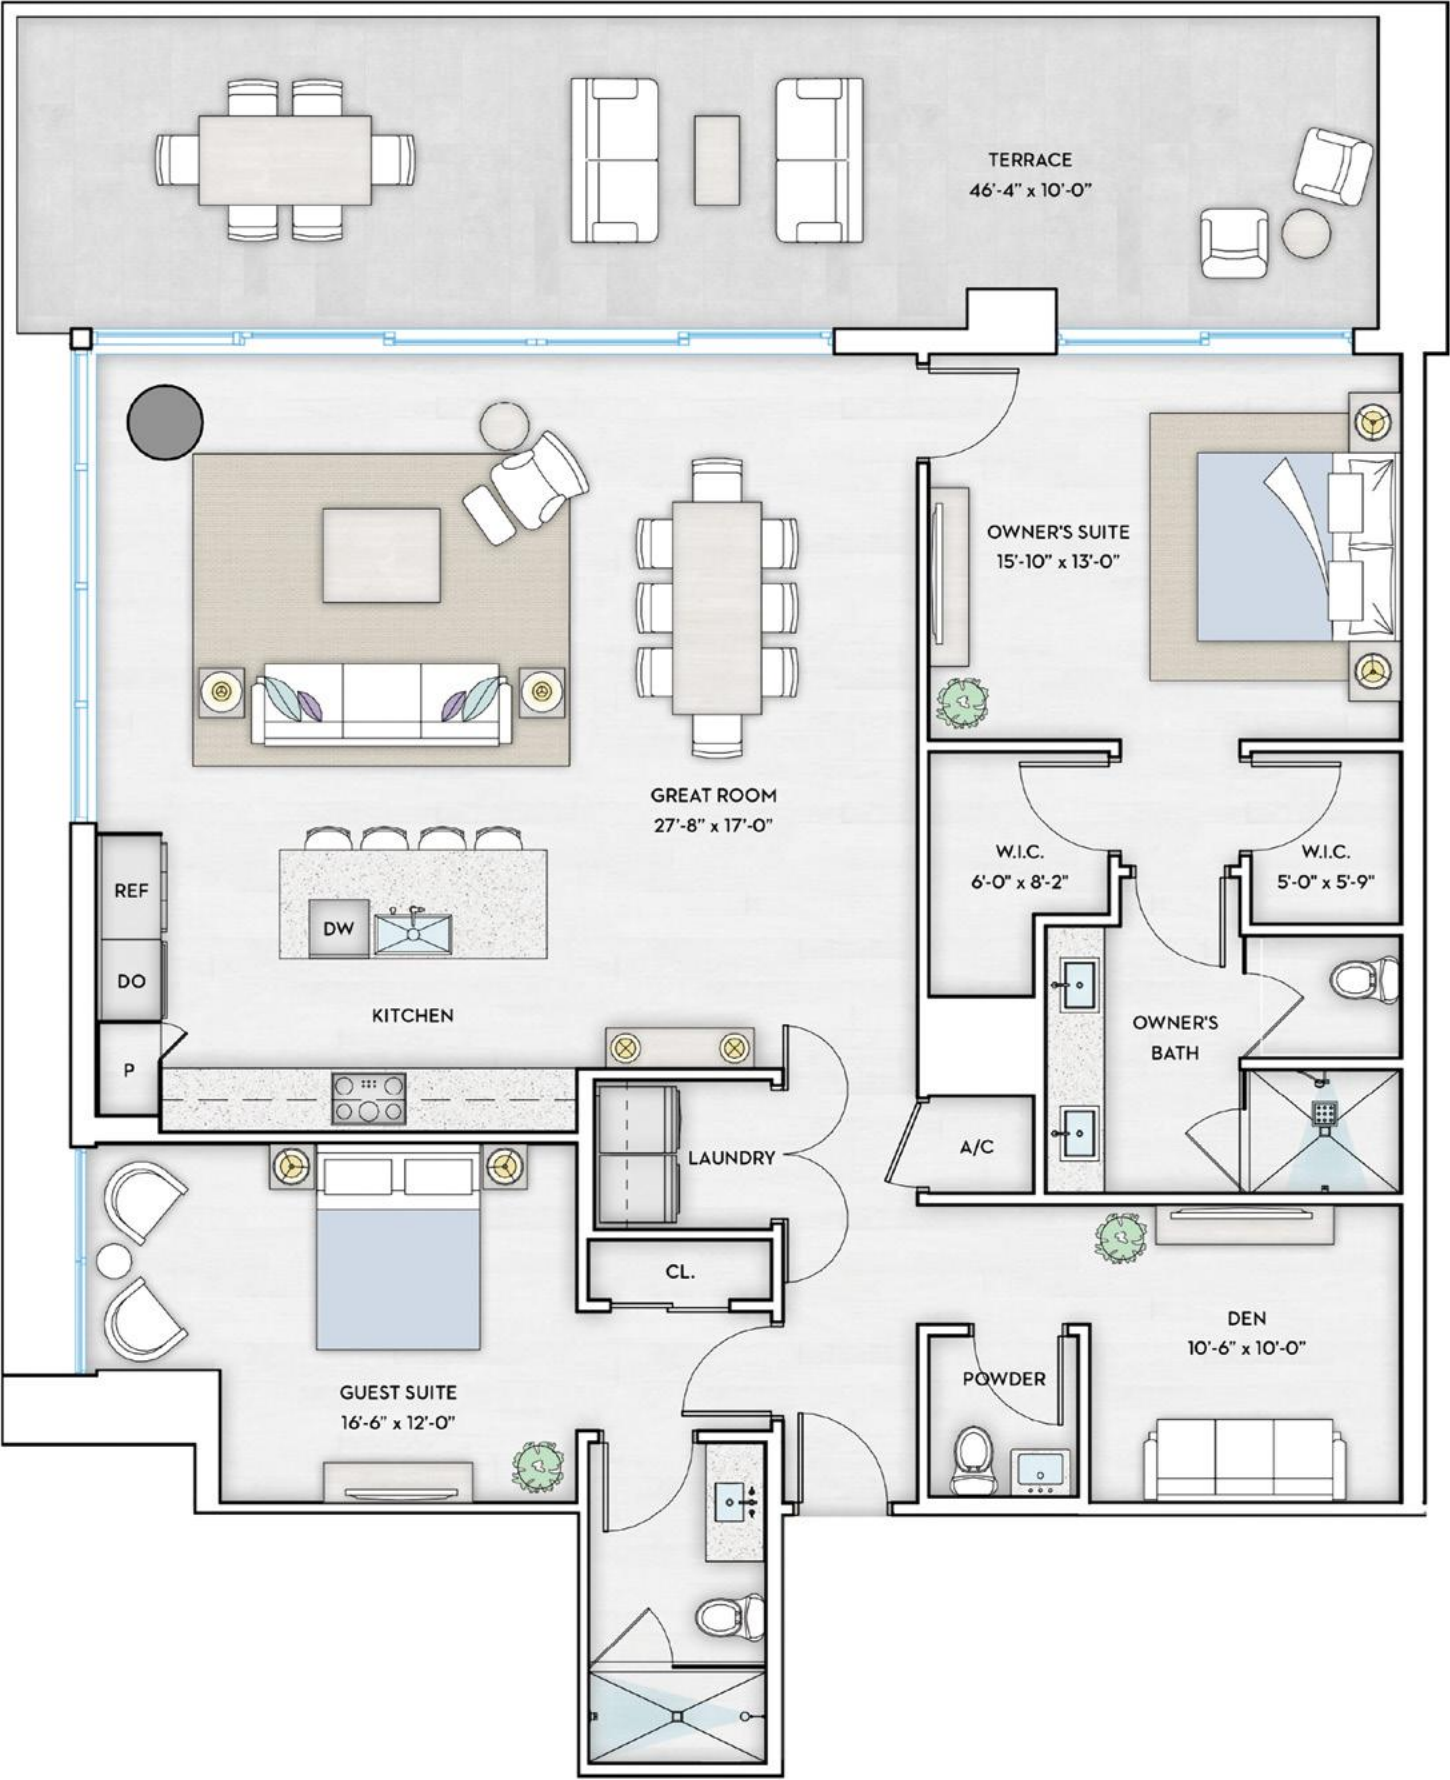 TERRACE
46'-4" x 10'-0"
OWNER'S SUITE
15'-10" x 13'-0"
GREAT ROOM
27'-8" x 17'-0"
W.I.C.
6'-0" x 8'-2"
W.I.C.
5'-0" x 5'-9"
REF
DW
DO
KITCHEN
OWNER'S
BATH
P
LAUNDRY
A/C
CL.
DEN
10'-6" x 10'-0"
POWDER
GUEST SUITE
16'-6" x 12'-0"